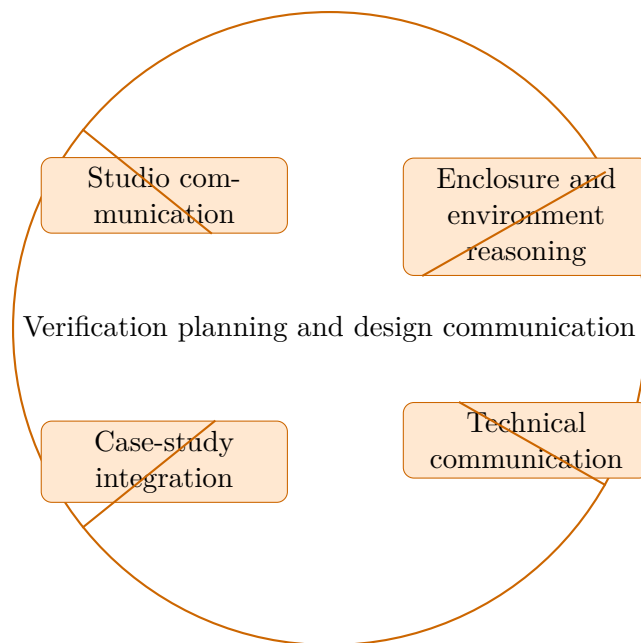 Studio com-
munication
Enclosure and
environment
reasoning
Verification planning and design communication
Case-study
integration
Technical
communication